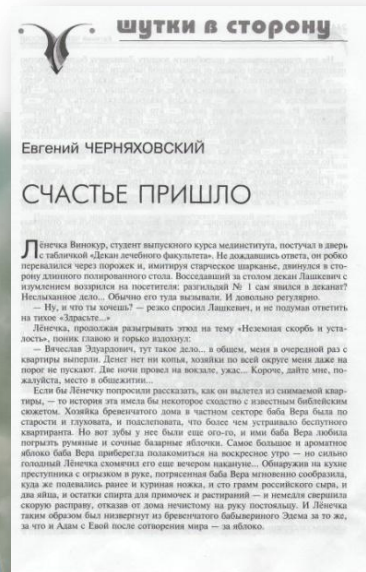 шутки в сторону
Евгений ЧЕРНЯХОВСКИЙ
СЧАСТЬЕ ПРИШЛО
Лёнечка Винокур, студент выпускного курса мединститута, постучал в дверь
с табличкой «Декан лечебного факультета». Не дождавшись ответа, он робко
перевалился через порожек и, имитируя старческое шарканье, двинулся в сто-
рону длинного полированного стола. Восседавший за столом декан Лашкевич с
изумлением воззрился на посетителя: разгильдяй № 1 сам явился в деканат?
Неслыханное дело... Обычно его туда вызывали. И довольно регулярно.
— Ну, и что ты хочешь? — резко спросил Лашкевич, и не подумав ответить
на тихое «Здрасьте...»
Лёнечка, продолжая разыгрывать этюд на тему «Неземная скорбь и уста-
лость», поник главою и горько вздохнул:
— Вячеслав Эдуардович, тут такое дело... в общем, меня в очередной раз с
квартиры выперли. Денег нет ни копья, хозяйки по всей округе меня даже на
порог не пускают. Две ночи провел на вокзале, ужас... Короче, дайте мне, по-
жалуйста, место в общежитии...
Если бы Лёнечку попросили рассказать, как он вылетел из снимаемой квар-
тиры, — то история эта имела бы некоторое сходство с известным библейским
сюжетом. Хозяйка бревенчатого дома в частном секторе баба Вера была по
старости и глуховата, и подслеповата, что более чем устраивало беспутного
квартиранта. Но вот зубы у нее были еще ого-го, и ими баба Вера любила
погрызть румяные и сочные базарные яблочки. Самое большое и ароматное
яблоко баба Вера приберегла полакомиться на воскресное утро — но сильно
голодный Лёнечка схомячил его еще вечером накануне... Обнаружив на кухне
преступника с огрызком в руке, потрясенная баба Вера мгновенно сообразила,
куда же подевались ранее и куриная ножка, и сто грамм российского сыра, и
два яйца, и остатки спирта для примочек и растираний — и немедля свершила
скорую расправу, отказав от дома нечистому на руку постояльцу. И Лёнечка
таким образом был низвергнут из бревенчатого бабыверинного Эдема за то же,
за что и Адам с Евой после сотворения мира — за яблоко.